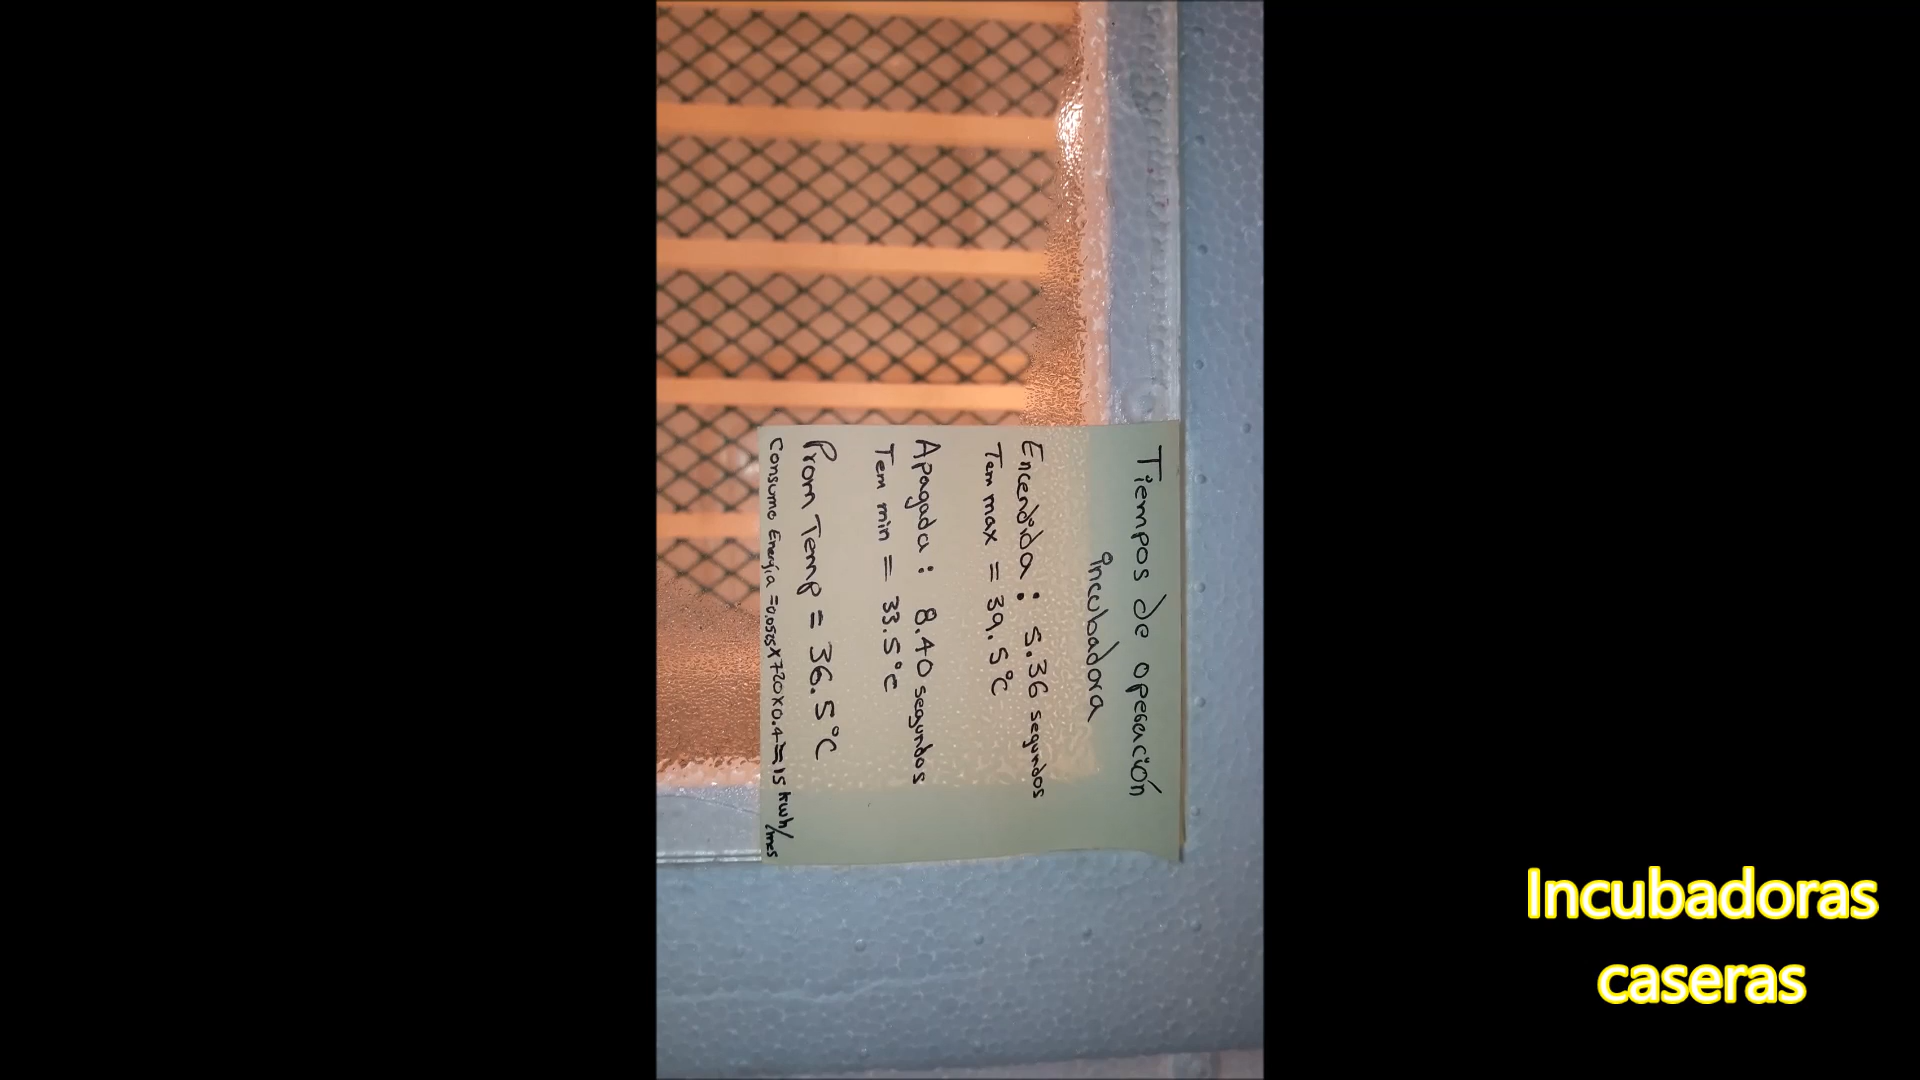 Tiempos de operación
incubadora
Encendida : 5.36 segundos
Tem max = 39.5°C
Apagada : 8.40 segundos
Tem min = 33.5°C
Prom Temp = 36.5°C
Consumo Energía = 0.0525x720x0.4 ≈ 15 kwh/mes
Incubadoras
caseras